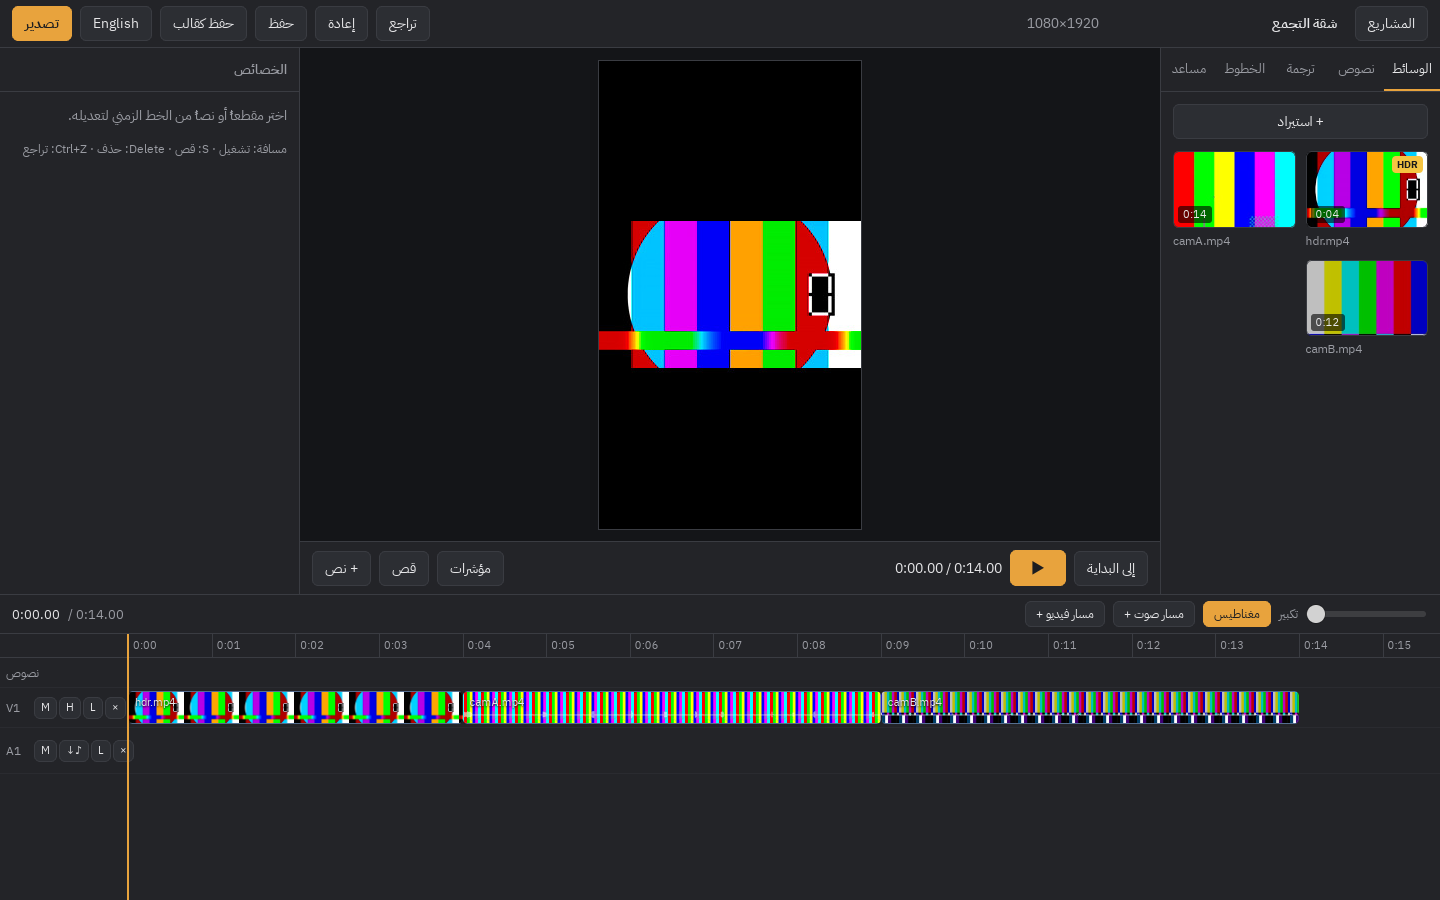 المشاريع
شقة التجمع
1080×1920
تراجع
إعادة
حفظ
حفظ كقالب
English
تصدير
الوسائط
نصوص
ترجمة
الخطوط
مساعد
+ استيراد
HDR
0:04
hdr.mp4
0:14
camA.mp4
0:12
camB.mp4
الخصائص
اختر مقطعًا أو نصًا من الخط الزمني لتعديله.
مسافة: تشغيل · S: قص · Delete: حذف · Ctrl+Z: تراجع
إلى البداية
0:00.00 / 0:14.00
مؤشرات
قص
+ نص
تكبير
مغناطيس
مسار صوت +
مسار فيديو +
0:00.00 / 0:14.00
0:00 0:01 0:02 0:03 0:04 0:05 0:06 0:07 0:08 0:09 0:10 0:11 0:12 0:13 0:14 0:15
نصوص
V1 M H L ×
hdr.mp4
camA.mp4
camB.mp4
A1 M ↓♪ L ×